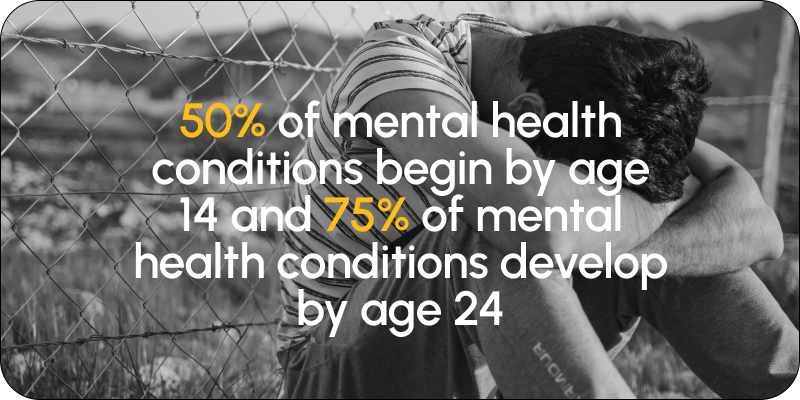 50% of mental health
conditions begin by age
14 and 75% of mental
health conditions develop
by age 24